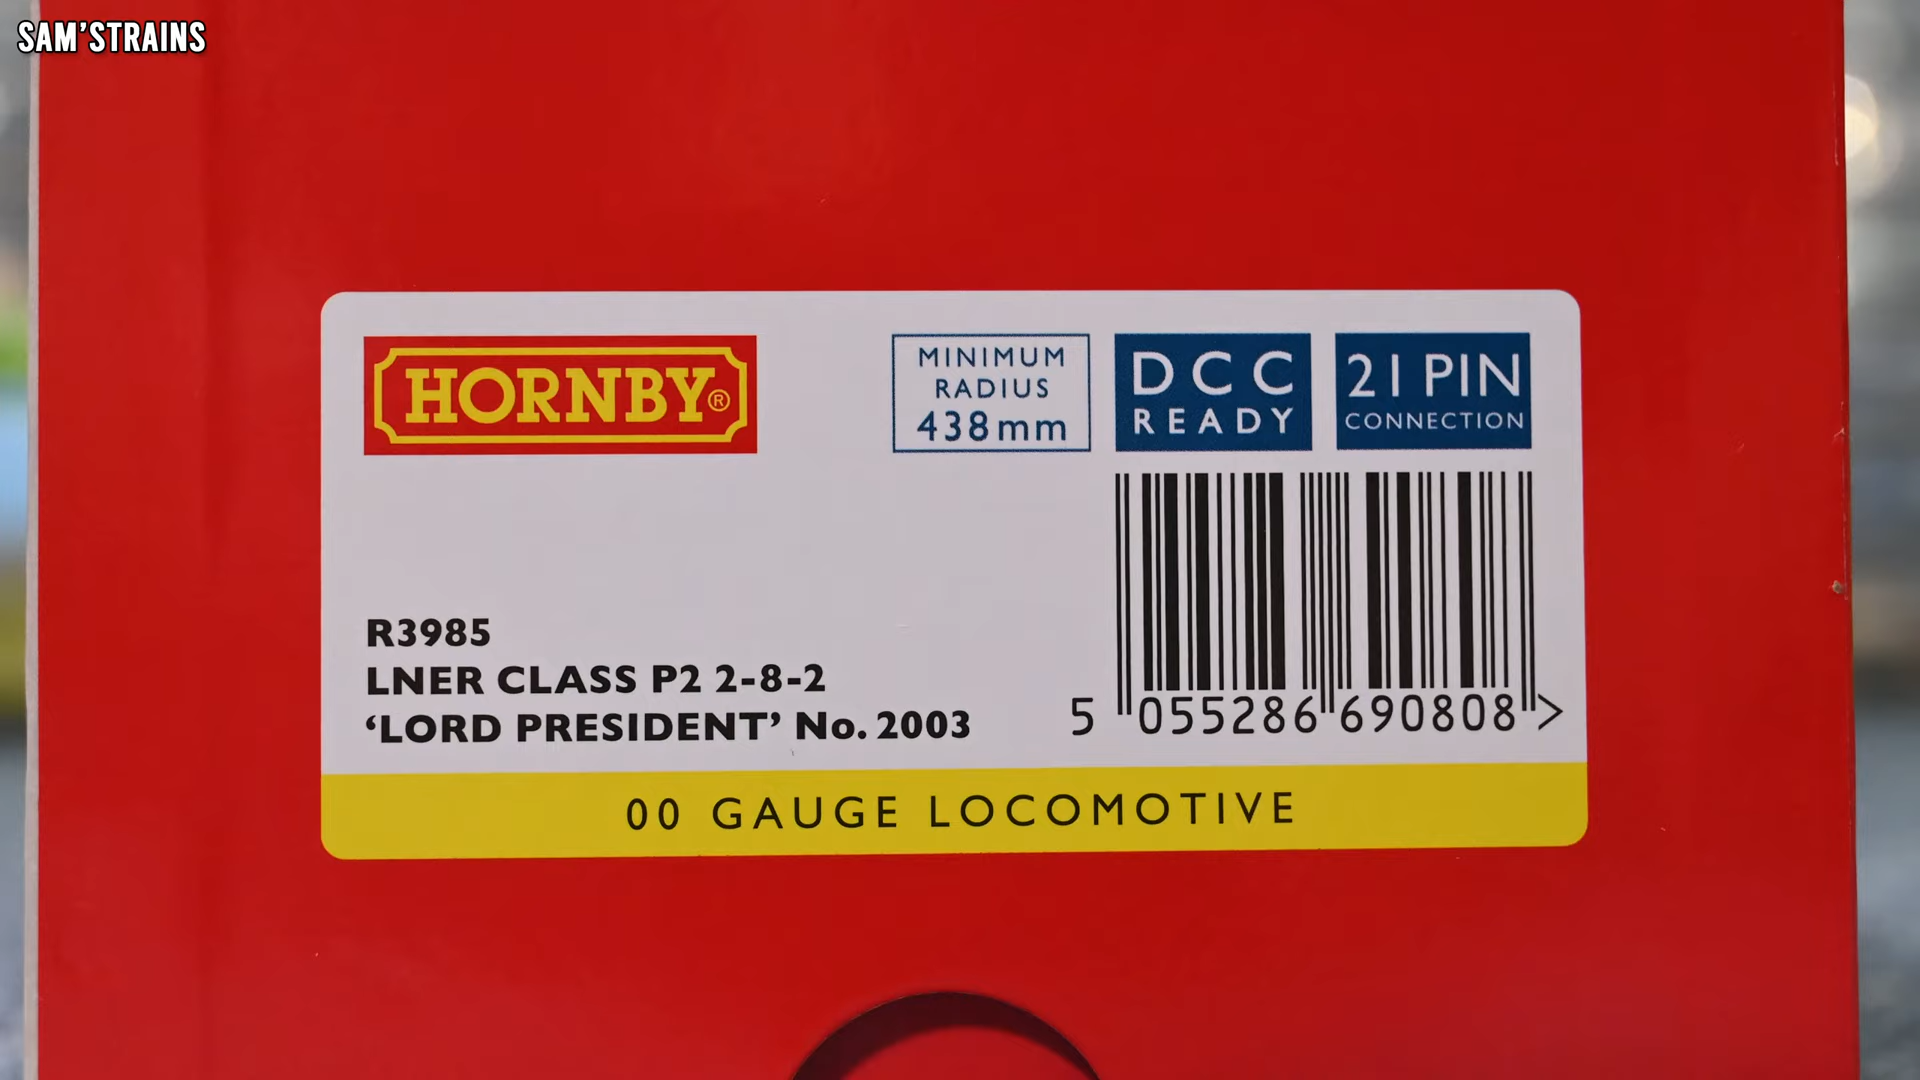 SAM'STRAINS
HORNBY®
MINIMUM
RADIUS
438mm
DCC
READY
21 PIN
CONNECTION
R3985
LNER CLASS P2 2-8-2
‘LORD PRESIDENT’ No. 2003
5 055286 690808 >
00 GAUGE LOCOMOTIVE